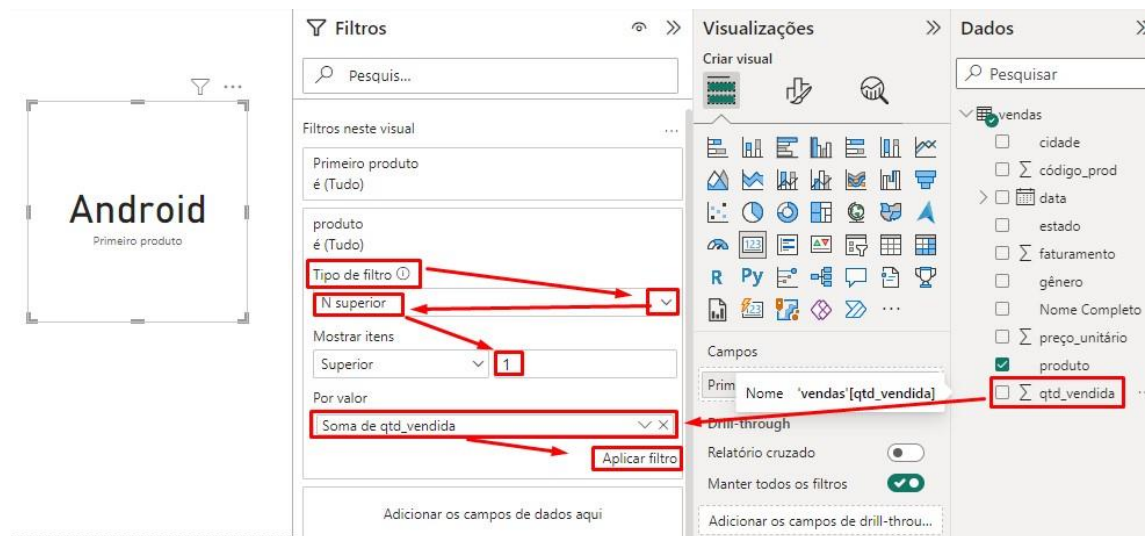 Android
Primeiro produto
Filtros
Pesquis...
Filtros neste visual
Primeiro produto
é (Tudo)
produto
é (Tudo)
Tipo de filtro
N superior
Mostrar itens
Superior
1
Por valor
Soma de qtd_vendida
Aplicar filtro
Adicionar os campos de dados aqui
Visualizações
Criar visual
123
R
Py
123
Campos
Prim
Nome 'vendas'[qtd_vendida]
Drill-through
Relatório cruzado
Manter todos os filtros
Adicionar os campos de drill-throu...
Dados
Pesquisar
vendas
cidade
∑ código_prod
data
estado
∑ faturamento
gênero
Nome Completo
∑ preço_unitário
produto
∑ qtd_vendida